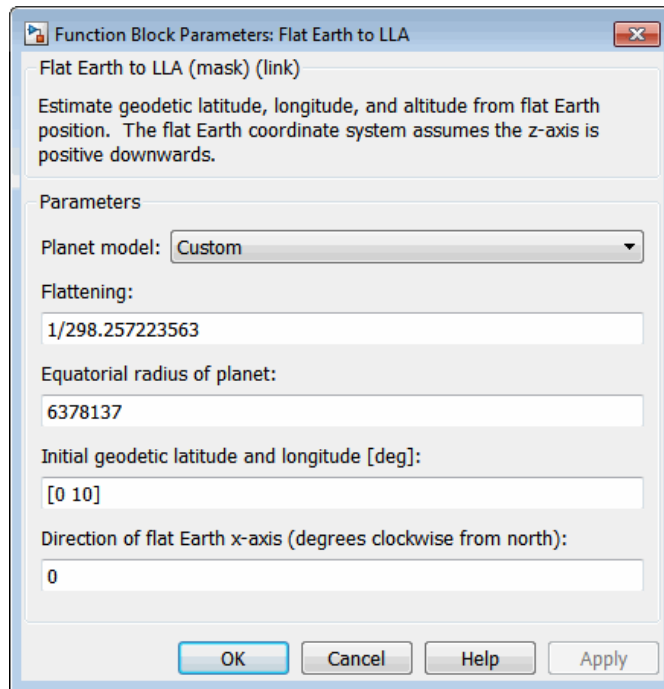 Function Block Parameters: Flat Earth to LLA
Flat Earth to LLA (mask) (link)
Estimate geodetic latitude, longitude, and altitude from flat Earth
position.  The flat Earth coordinate system assumes the z-axis is
positive downwards.
Parameters
Planet model: Custom
Flattening:
1/298.257223563
Equatorial radius of planet:
6378137
Initial geodetic latitude and longitude [deg]:
[0 10]
Direction of flat Earth x-axis (degrees clockwise from north):
0
OK Cancel Help Apply